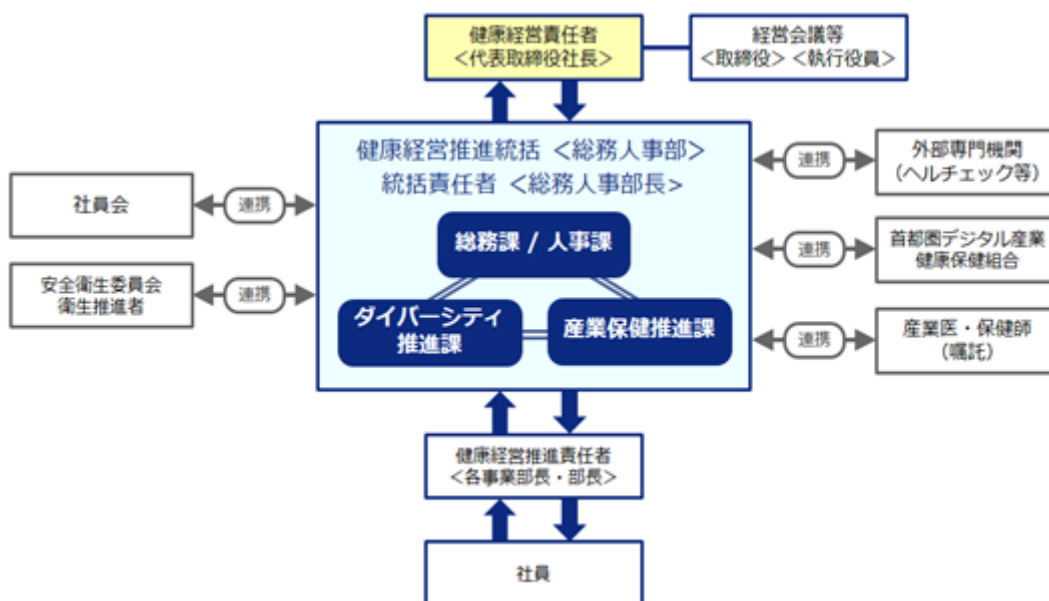 健康経営責任者
<代表取締役社長>
経営会議等
<取締役> <執行役員>
健康経営推進統括 <総務人事部>
統括責任者 <総務人事部長>
総務課 / 人事課
ダイバーシティ
推進課
産業保健推進課
社員会
連携
安全衛生委員会
衛生推進者
連携
連携
外部専門機関
（ヘルチェック等）
連携
首都圏デジタル産業
健康保健組合
連携
産業医・保健師
（嘱託）
健康経営推進責任者
<各事業部長・部長>
社員